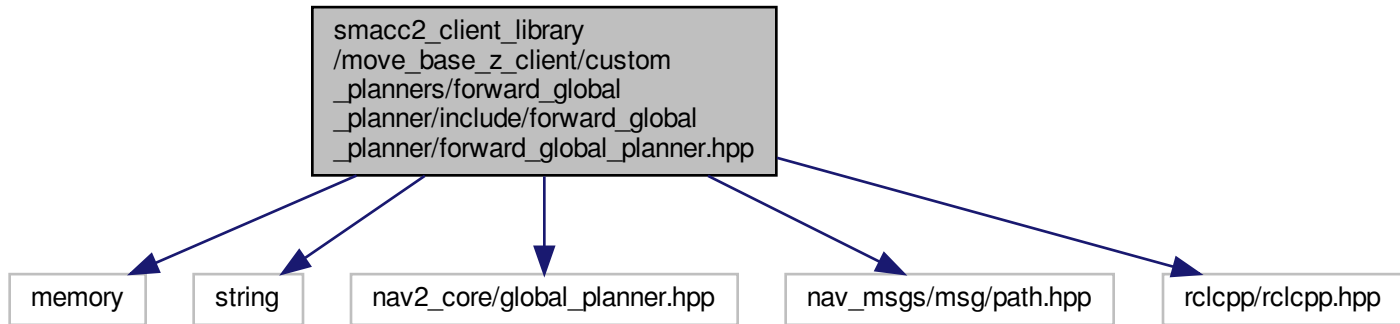 smacc2_client_library
/move_base_z_client/custom
_planners/forward_global
_planner/include/forward_global
_planner/forward_global_planner.hpp
memory
string
nav2_core/global_planner.hpp
nav_msgs/msg/path.hpp
rclcpp/rclcpp.hpp